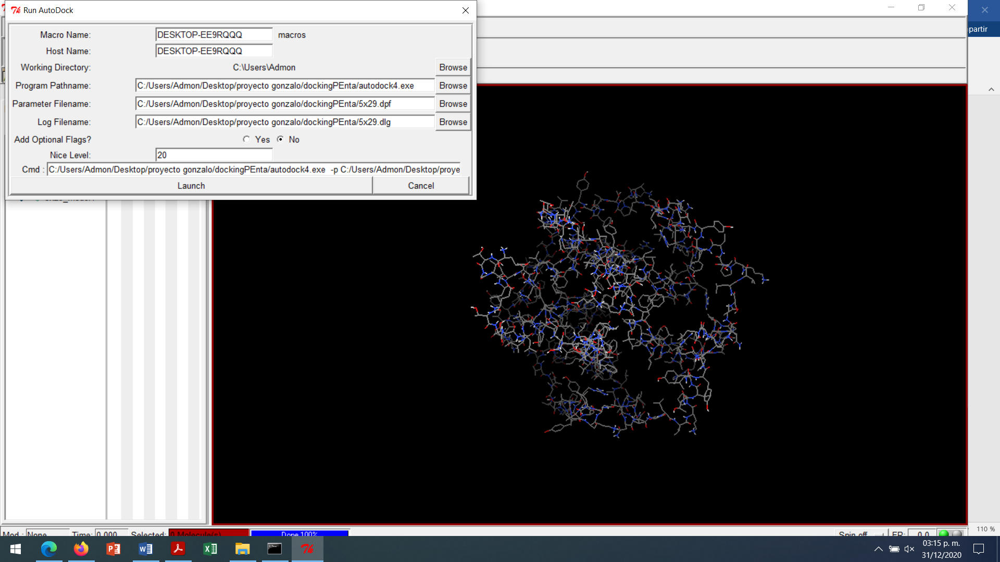 Run AutoDock
Macro Name: DESKTOP-EE9RQQQ macros
Host Name: DESKTOP-EE9RQQQ
Working Directory: C:\Users\Admon Browse
Program Pathname: C:/Users/Admon/Desktop/proyecto gonzalo/dockingPEnta/autodock4.exe Browse
Parameter Filename: C:/Users/Admon/Desktop/proyecto gonzalo/dockingPEnta/5x29.dpf Browse
Log Filename: C:/Users/Admon/Desktop/proyecto gonzalo/dockingPEnta/5x29.dlg Browse
Add Optional Flags? Yes No
Nice Level: 20
Cmd : C:/Users/Admon/Desktop/proyecto gonzalo/dockingPEnta/autodock4.exe -p C:/Users/Admon/Desktop/proye
Launch Cancel
partir
Mod.: None Time: 0.000 Selected: 0 Molecule(s) Done 100% Spin off FR: 0.0
110 %
03:15 p. m.
31/12/2020